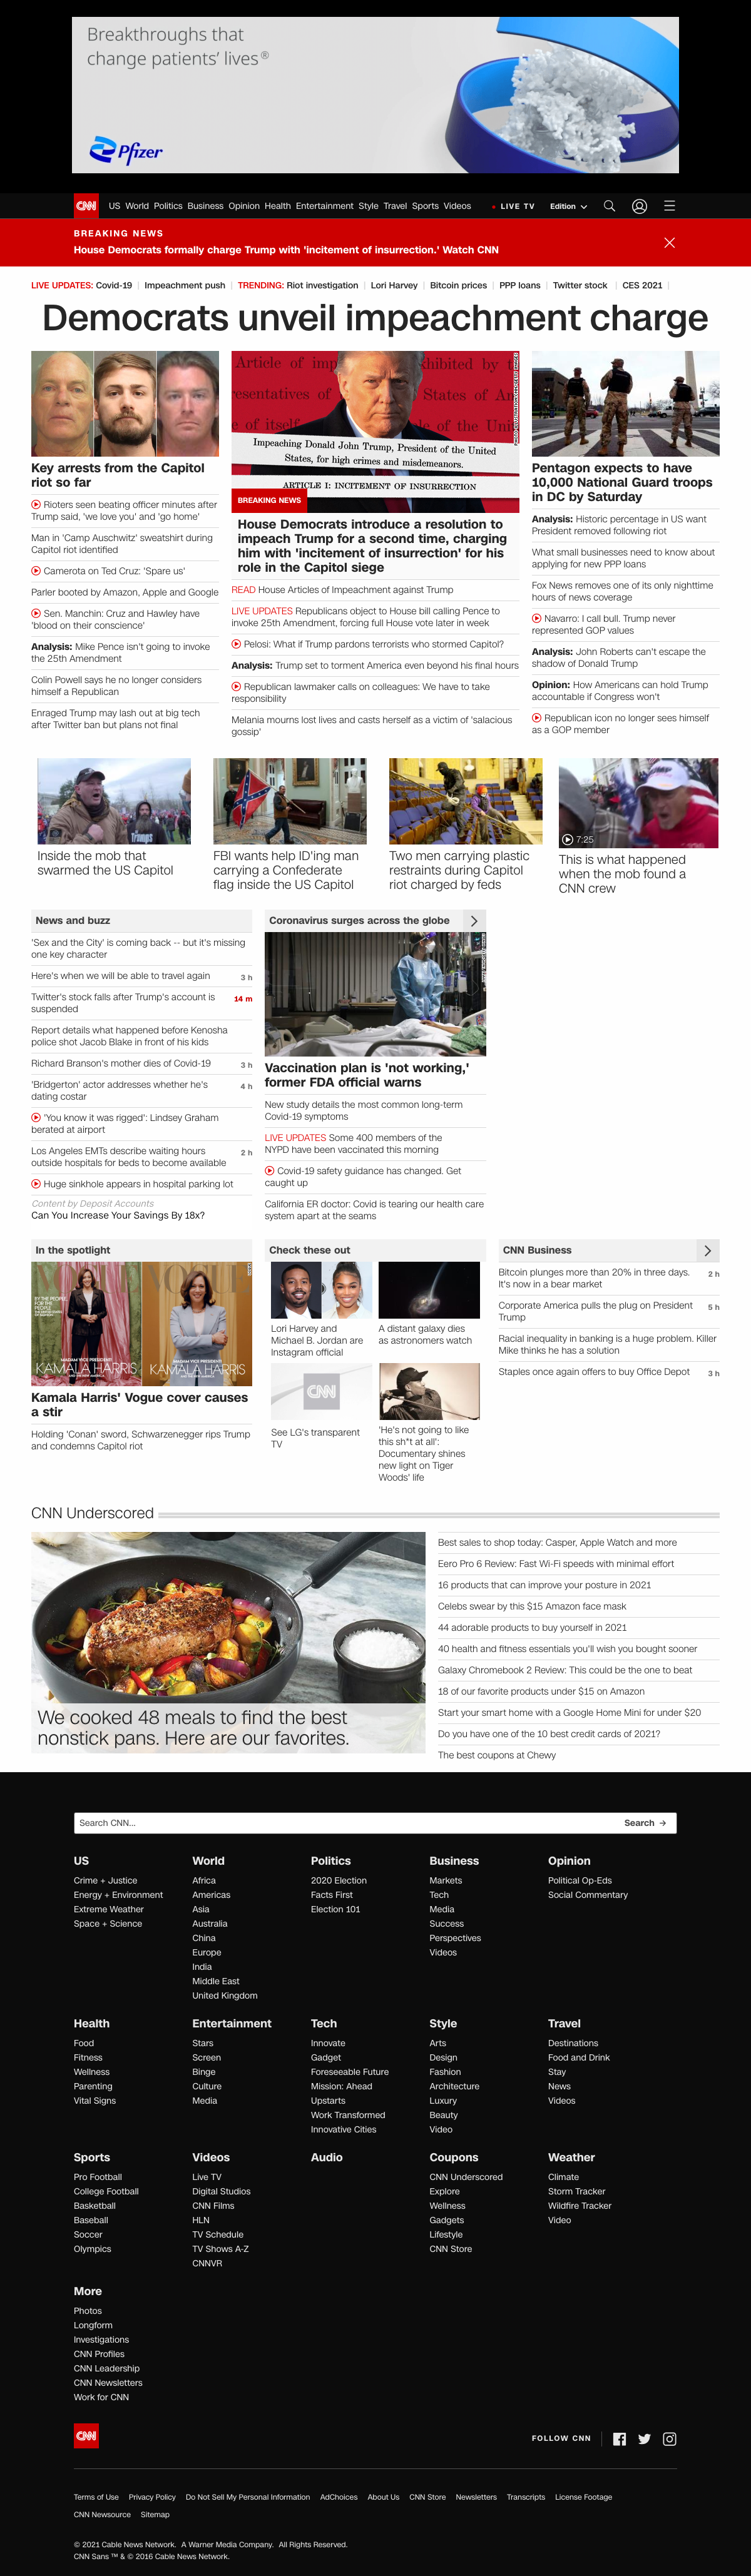 Breakthroughs that
change patients' lives®
Pfizer
CNN
US World Politics Business Opinion Health Entertainment Style Travel Sports Videos
LIVE TV Edition
BREAKING NEWS
House Democrats formally charge Trump with 'incitement of insurrection.' Watch CNN
LIVE UPDATES: Covid-19 | Impeachment push | TRENDING: Riot investigation | Lori Harvey | Bitcoin prices | PPP loans | Twitter stock | CES 2021 |
Democrats unveil impeachment charge
Key arrests from the Capitol
riot so far
Rioters seen beating officer minutes after
Trump said, 'we love you' and 'go home'
Man in 'Camp Auschwitz' sweatshirt during
Capitol riot identified
Camerota on Ted Cruz: 'Spare us'
Parler booted by Amazon, Apple and Google
Sen. Manchin: Cruz and Hawley have
'blood on their conscience'
Analysis: Mike Pence isn't going to invoke
the 25th Amendment
Colin Powell says he no longer considers
himself a Republican
Enraged Trump may lash out at big tech
after Twitter ban but plans not final
Impeaching Donald John Trump, President of the United
States, for high crimes and misdemeanors.
ARTICLE I: INCITEMENT OF INSURRECTION
BREAKING NEWS
House Democrats introduce a resolution to
impeach Trump for a second time, charging
him with 'incitement of insurrection' for his
role in the Capitol siege
READ House Articles of Impeachment against Trump
LIVE UPDATES Republicans object to House bill calling Pence to
invoke 25th Amendment, forcing full House vote later in week
Pelosi: What if Trump pardons terrorists who stormed Capitol?
Analysis: Trump set to torment America even beyond his final hours
Republican lawmaker calls on colleagues: We have to take
responsibility
Melania mourns lost lives and casts herself as a victim of 'salacious
gossip'
Pentagon expects to have
10,000 National Guard troops
in DC by Saturday
Analysis: Historic percentage in US want
President removed following riot
What small businesses need to know about
applying for new PPP loans
Fox News removes one of its only nighttime
hours of news coverage
Navarro: I call bull. Trump never
represented GOP values
Analysis: John Roberts can't escape the
shadow of Donald Trump
Opinion: How Americans can hold Trump
accountable if Congress won't
Republican icon no longer sees himself
as a GOP member
Inside the mob that
swarmed the US Capitol
FBI wants help ID'ing man
carrying a Confederate
flag inside the US Capitol
Two men carrying plastic
restraints during Capitol
riot charged by feds
7:25
This is what happened
when the mob found a
CNN crew
News and buzz
'Sex and the City' is coming back -- but it's missing
one key character
Here's when we will be able to travel again 3 h
Twitter's stock falls after Trump's account is 14 m
suspended
Report details what happened before Kenosha
police shot Jacob Blake in front of his kids
Richard Branson's mother dies of Covid-19 3 h
'Bridgerton' actor addresses whether he's 4 h
dating costar
'You know it was rigged': Lindsey Graham
berated at airport
Los Angeles EMTs describe waiting hours 2 h
outside hospitals for beds to become available
Huge sinkhole appears in hospital parking lot
Content by Deposit Accounts
Can You Increase Your Savings By 18x?
Coronavirus surges across the globe
Vaccination plan is 'not working,'
former FDA official warns
New study details the most common long-term
Covid-19 symptoms
LIVE UPDATES Some 400 members of the
NYPD have been vaccinated this morning
Covid-19 safety guidance has changed. Get
caught up
California ER doctor: Covid is tearing our health care
system apart at the seams
In the spotlight
MADAM VICE PRESIDENT
KAMALA HARRIS
KAMALA HARRIS
Kamala Harris' Vogue cover causes
a stir
Holding 'Conan' sword, Schwarzenegger rips Trump
and condemns Capitol riot
Check these out
Lori Harvey and
Michael B. Jordan are
Instagram official
A distant galaxy dies
as astronomers watch
CNN
See LG's transparent
TV
'He's not going to like
this sh*t at all':
Documentary shines
new light on Tiger
Woods' life
CNN Business
Bitcoin plunges more than 20% in three days. 2 h
It's now in a bear market
Corporate America pulls the plug on President 5 h
Trump
Racial inequality in banking is a huge problem. Killer
Mike thinks he has a solution
Staples once again offers to buy Office Depot 3 h
CNN Underscored
We cooked 48 meals to find the best
nonstick pans. Here are our favorites.
Best sales to shop today: Casper, Apple Watch and more
Eero Pro 6 Review: Fast Wi-Fi speeds with minimal effort
16 products that can improve your posture in 2021
Celebs swear by this $15 Amazon face mask
44 adorable products to buy yourself in 2021
40 health and fitness essentials you'll wish you bought sooner
Galaxy Chromebook 2 Review: This could be the one to beat
18 of our favorite products under $15 on Amazon
Start your smart home with a Google Home Mini for under $20
Do you have one of the 10 best credit cards of 2021?
The best coupons at Chewy
Search CNN... Search →
US
Crime + Justice
Energy + Environment
Extreme Weather
Space + Science
World
Africa
Americas
Asia
Australia
China
Europe
India
Middle East
United Kingdom
Politics
2020 Election
Facts First
Election 101
Business
Markets
Tech
Media
Success
Perspectives
Videos
Opinion
Political Op-Eds
Social Commentary
Health
Food
Fitness
Wellness
Parenting
Vital Signs
Entertainment
Stars
Screen
Binge
Culture
Media
Tech
Innovate
Gadget
Foreseeable Future
Mission: Ahead
Upstarts
Work Transformed
Innovative Cities
Style
Arts
Design
Fashion
Architecture
Luxury
Beauty
Video
Travel
Destinations
Food and Drink
Stay
News
Videos
Sports
Pro Football
College Football
Basketball
Baseball
Soccer
Olympics
Videos
Live TV
Digital Studios
CNN Films
HLN
TV Schedule
TV Shows A-Z
CNNVR
Audio
Coupons
CNN Underscored
Explore
Wellness
Gadgets
Lifestyle
CNN Store
Weather
Climate
Storm Tracker
Wildfire Tracker
Video
More
Photos
Longform
Investigations
CNN Profiles
CNN Leadership
CNN Newsletters
Work for CNN
CNN
FOLLOW CNN
Terms of Use Privacy Policy Do Not Sell My Personal Information AdChoices About Us CNN Store Newsletters Transcripts License Footage
CNN Newsource Sitemap
© 2021 Cable News Network. A Warner Media Company. All Rights Reserved.
CNN Sans ™ & © 2016 Cable News Network.